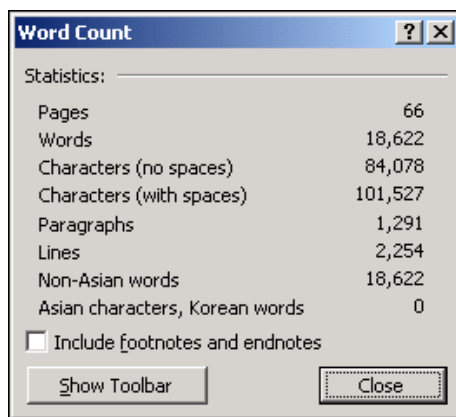 Word Count
Statistics:
Pages 66
Words 18,622
Characters (no spaces) 84,078
Characters (with spaces) 101,527
Paragraphs 1,291
Lines 2,254
Non-Asian words 18,622
Asian characters, Korean words 0
Include footnotes and endnotes
Show Toolbar Close